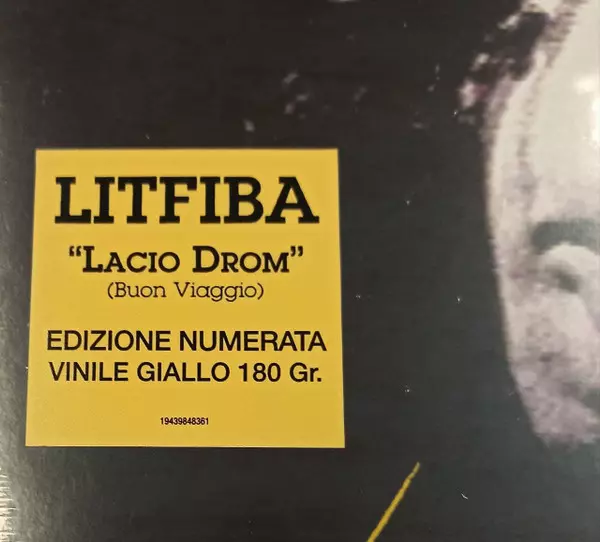 LITFIBA
“LACIO DROM”
(Buon Viaggio)
EDIZIONE NUMERATA
VINILE GIALLO 180 Gr.
19439848361